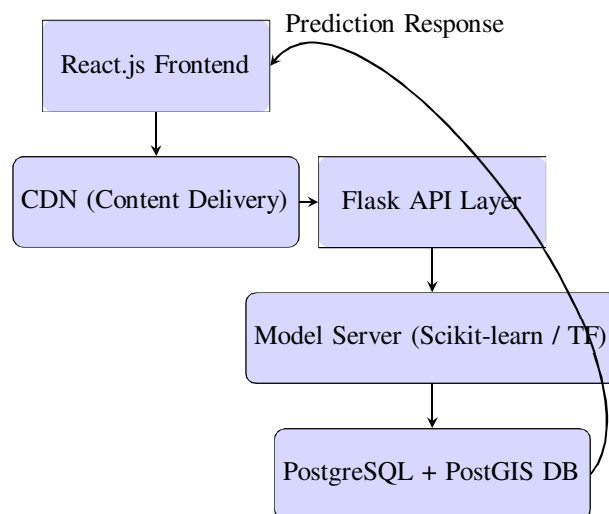 Prediction Response
React.js Frontend
CDN (Content Delivery)
Flask API Layer
Model Server (Scikit-learn / TF)
PostgreSQL + PostGIS DB